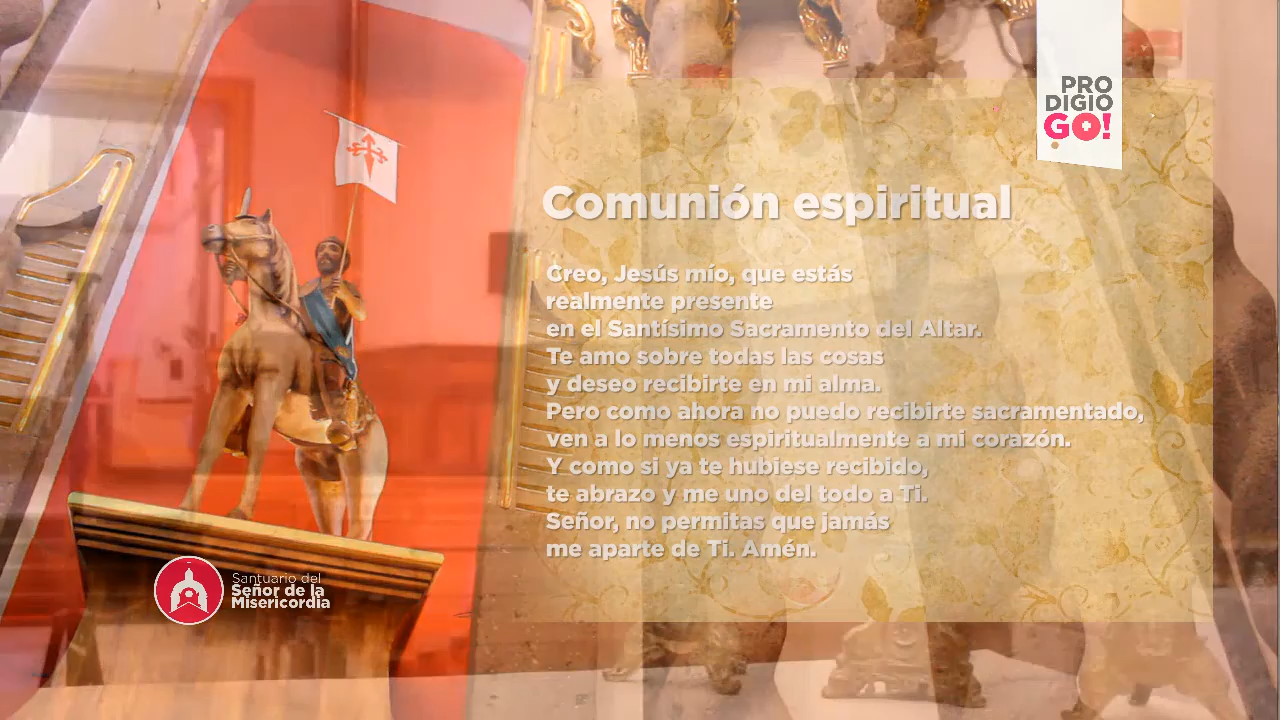 PRO
DIGIO
GO!
Comunión espiritual
Creo, Jesús mío, que estás
realmente presente
en el Santísimo Sacramento del Altar.
Te amo sobre todas las cosas
y deseo recibirte en mi alma.
Pero como ahora no puedo recibirte sacramentado,
ven a lo menos espiritualmente a mi corazón.
Y como si ya te hubiese recibido,
te abrazo y me uno del todo a Ti.
Señor, no permitas que jamás
me aparte de Ti. Amén.
Santuario del
Señor de la
Misericordia